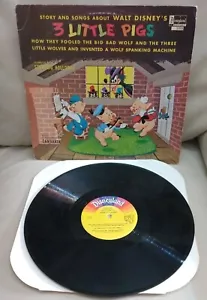 STORY AND SONGS ABOUT WALT DISNEY'S
3 LITTLE PIGS
HOW THEY FOOLED THE BIG BAD WOLF AND THE THREE
LITTLE WOLVES AND INVENTED A WOLF SPANKING MACHINE
Disneyland
Disneyland